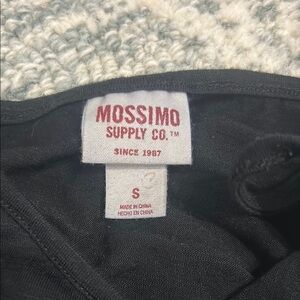 MOSSIMO
SUPPLY CO.™
SINCE 1987
S
MADE IN CHINA
HECHO EN CHINA